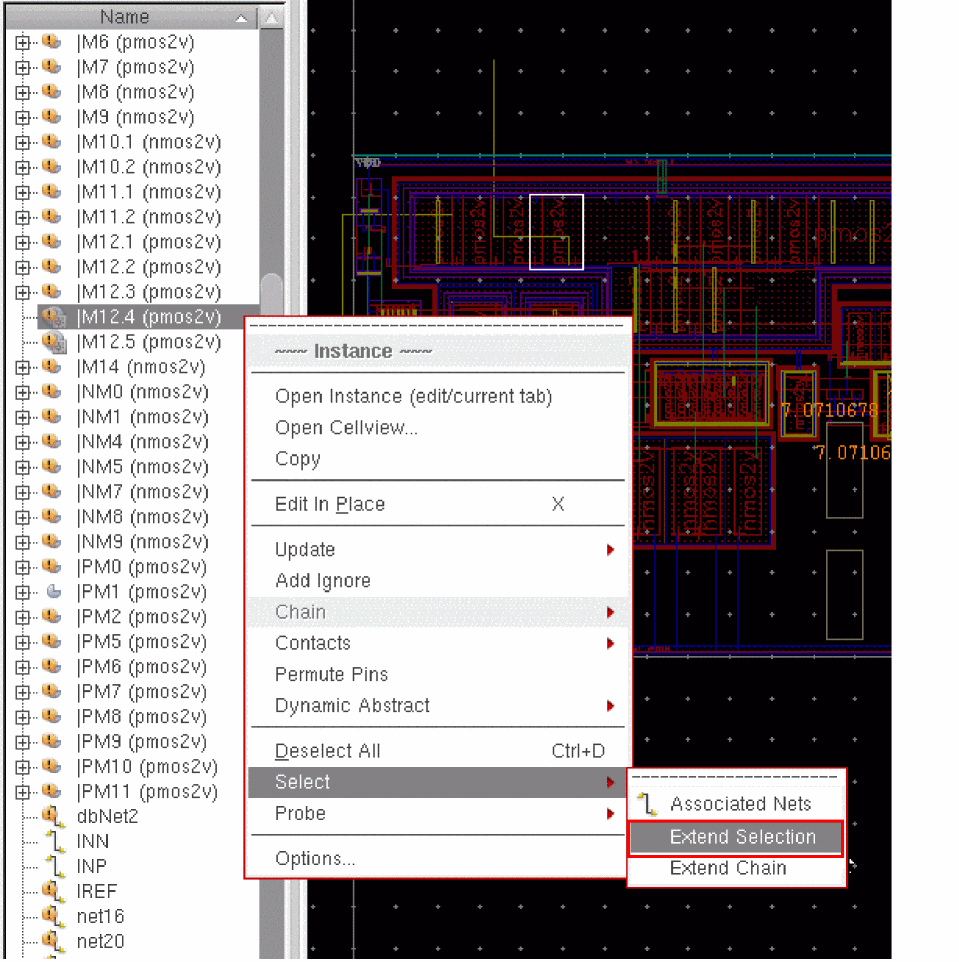 Name
|M6 (pmos2v)
|M7 (pmos2v)
|M8 (nmos2v)
|M9 (nmos2v)
|M10.1 (nmos2v)
|M10.2 (nmos2v)
|M11.1 (nmos2v)
|M11.2 (nmos2v)
|M12.1 (nmos2v)
|M12.2 (nmos2v)
|M12.3 (nmos2v)
|M12.4 (pmos2v)
|M12.5 (pmos2v)
|M14 (nmos2v)
|NM0 (nmos2v)
|NM1 (nmos2v)
|NM4 (nmos2v)
|NM5 (nmos2v)
|NM7 (nmos2v)
|NM8 (nmos2v)
|NM9 (nmos2v)
|PM0 (pmos2v)
|PM1 (pmos2v)
|PM2 (pmos2v)
|PM5 (pmos2v)
|PM6 (pmos2v)
|PM7 (pmos2v)
|PM8 (pmos2v)
|PM9 (pmos2v)
|PM10 (pmos2v)
|PM11 (pmos2v)
dbNet2
INN
INP
IREF
net16
net20
~~~ Instance ~~~
Open Instance (edit/current tab)
Open Cellview...
Copy
Edit In Place X
Update
Add Ignore
Chain
Contacts
Permute Pins
Dynamic Abstract
Deselect All Ctrl+D
Select
Probe
Options...
Associated Nets
Extend Selection
Extend Chain
pmos2v
pmos2v
pmos2v
pmos2v
pmos2v
pmos2v
pmos2v
7.0710678
7.07106
nmos2v
nmos2v
nmos2v
nmos2v